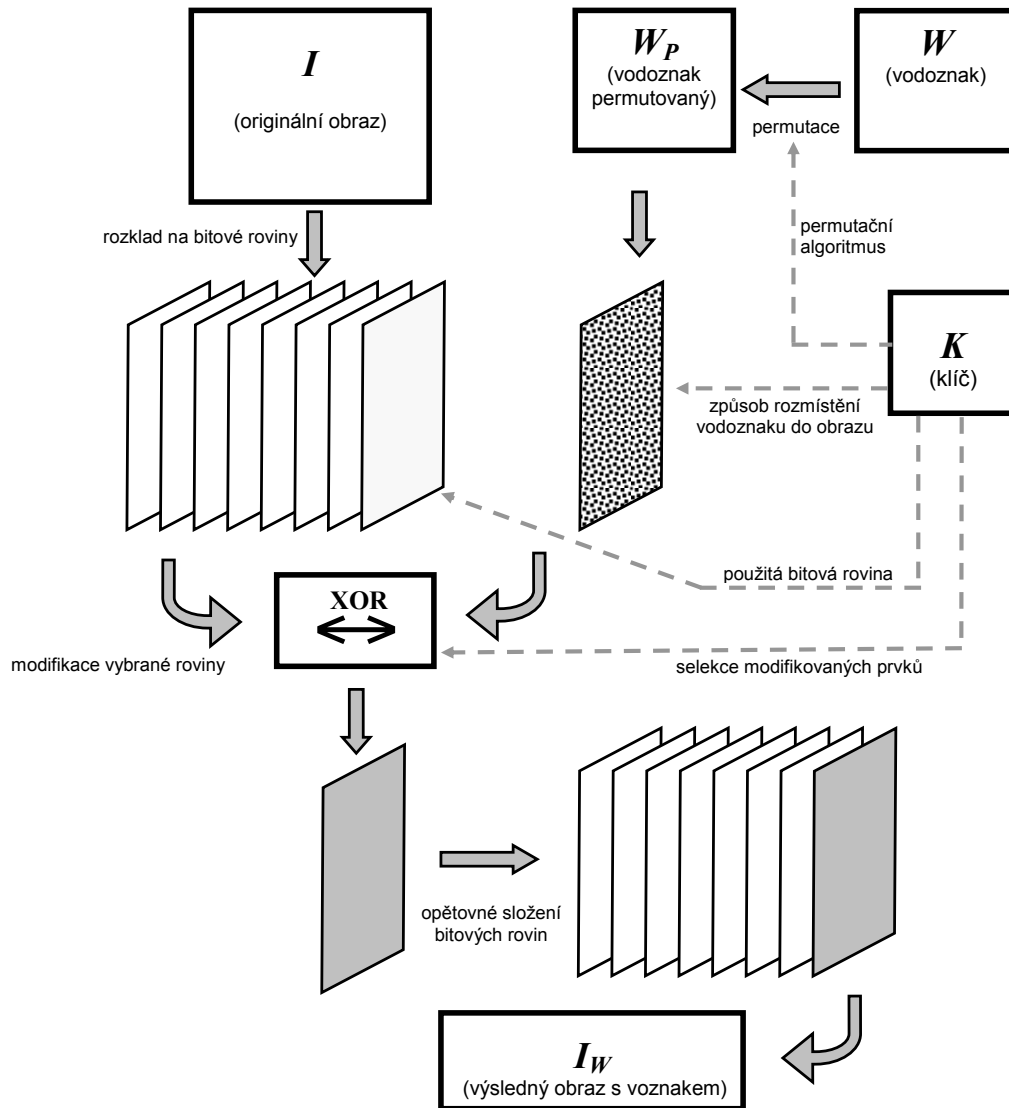 I
(originální obraz)
W_P
(vodoznak
permutovaný)
W
(vodoznak)
permutace
rozklad na bitové roviny
permutační
algoritmus
K
(klíč)
způsob rozmístění
vodoznaku do obrazu
použitá bitová rovina
XOR
modifikace vybrané roviny
selekce modifikovaných prvků
opětovné složení
bitových rovin
I_W
(výsledný obraz s voznakem)